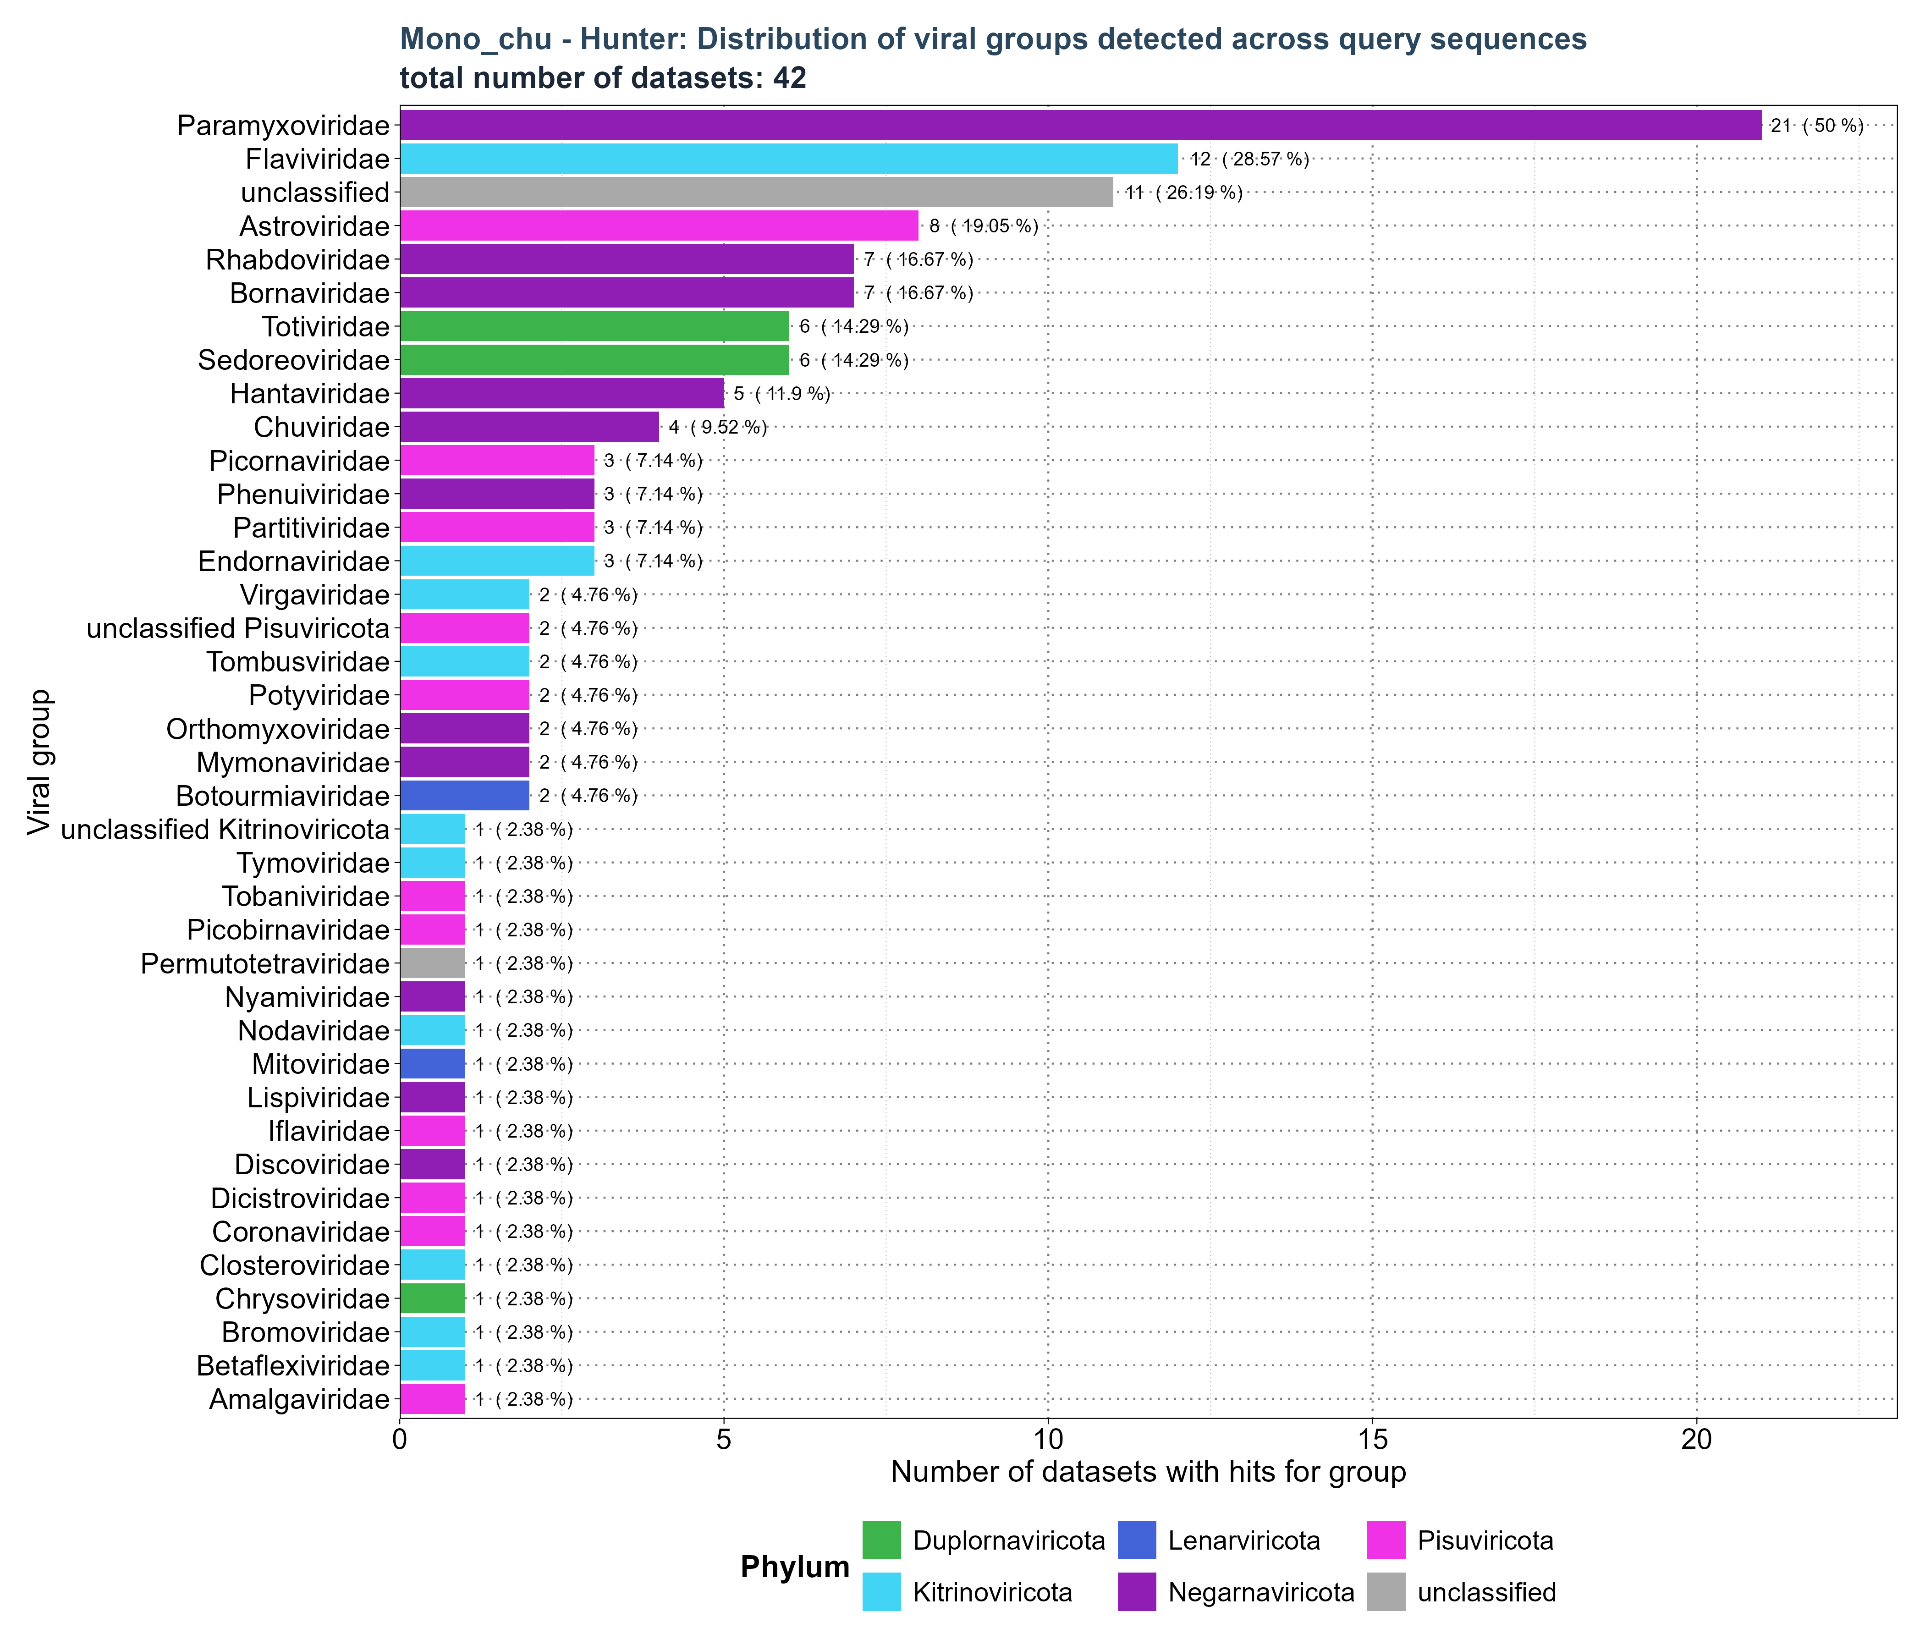 Mono_chu - Hunter: Distribution of viral groups detected across query sequences
total number of datasets: 42
Viral group
Paramyxoviridae 21 ( 50 %)
Flaviviridae 12 ( 28.57 %)
unclassified 11 ( 26.19 %)
Astroviridae 8 ( 19.05 %)
Rhabdoviridae 7 ( 16.67 %)
Bornaviridae 7 ( 16.67 %)
Totiviridae 6 ( 14.29 %)
Sedoreoviridae 6 ( 14.29 %)
Hantaviridae 5 ( 11.9 %)
Chuviridae 4 ( 9.52 %)
Picornaviridae 3 ( 7.14 %)
Phenuiviridae 3 ( 7.14 %)
Partitiviridae 3 ( 7.14 %)
Endornaviridae 3 ( 7.14 %)
Virgaviridae 2 ( 4.76 %)
unclassified Pisuviricota 2 ( 4.76 %)
Tombusviridae 2 ( 4.76 %)
Potyviridae 2 ( 4.76 %)
Orthomyxoviridae 2 ( 4.76 %)
Mymonaviridae 2 ( 4.76 %)
Botourmiaviridae 2 ( 4.76 %)
unclassified Kitrinoviricota 1 ( 2.38 %)
Tymoviridae 1 ( 2.38 %)
Tobaniviridae 1 ( 2.38 %)
Picobirnaviridae 1 ( 2.38 %)
Permutotetraviridae 1 ( 2.38 %)
Nyamiviridae 1 ( 2.38 %)
Nodaviridae 1 ( 2.38 %)
Mitoviridae 1 ( 2.38 %)
Lispiviridae 1 ( 2.38 %)
Iflaviridae 1 ( 2.38 %)
Discoviridae 1 ( 2.38 %)
Dicistroviridae 1 ( 2.38 %)
Coronaviridae 1 ( 2.38 %)
Closteroviridae 1 ( 2.38 %)
Chrysoviridae 1 ( 2.38 %)
Bromoviridae 1 ( 2.38 %)
Betaflexiviridae 1 ( 2.38 %)
Amalgaviridae 1 ( 2.38 %)
0 5 10 15 20
Number of datasets with hits for group
Phylum
Duplornaviricota Lenarviricota Pisuviricota
Kitrinoviricota Negarnaviricota unclassified